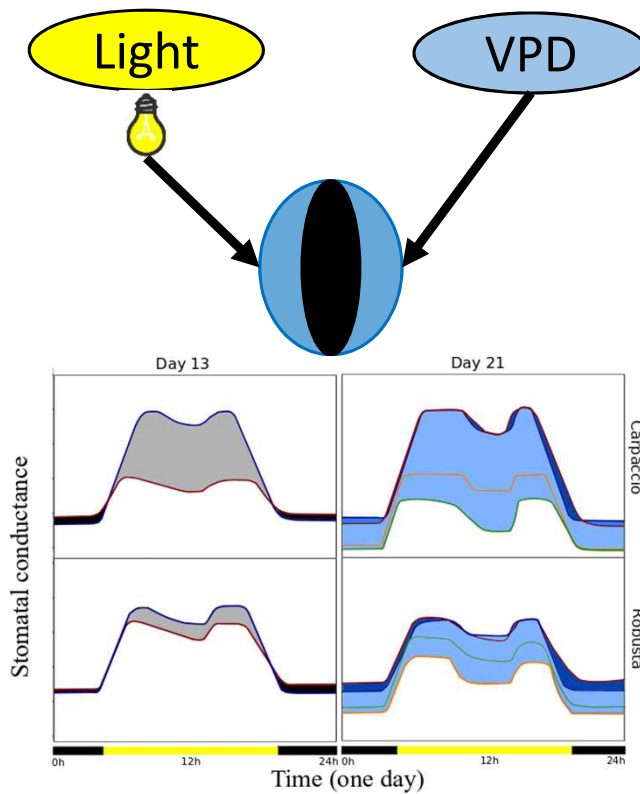 Light
VPD
Day 13
Day 21
Stomatal conductance
Carpaccio
Robusta
0h
12h
24h
0h
12h
24h
Time (one day)